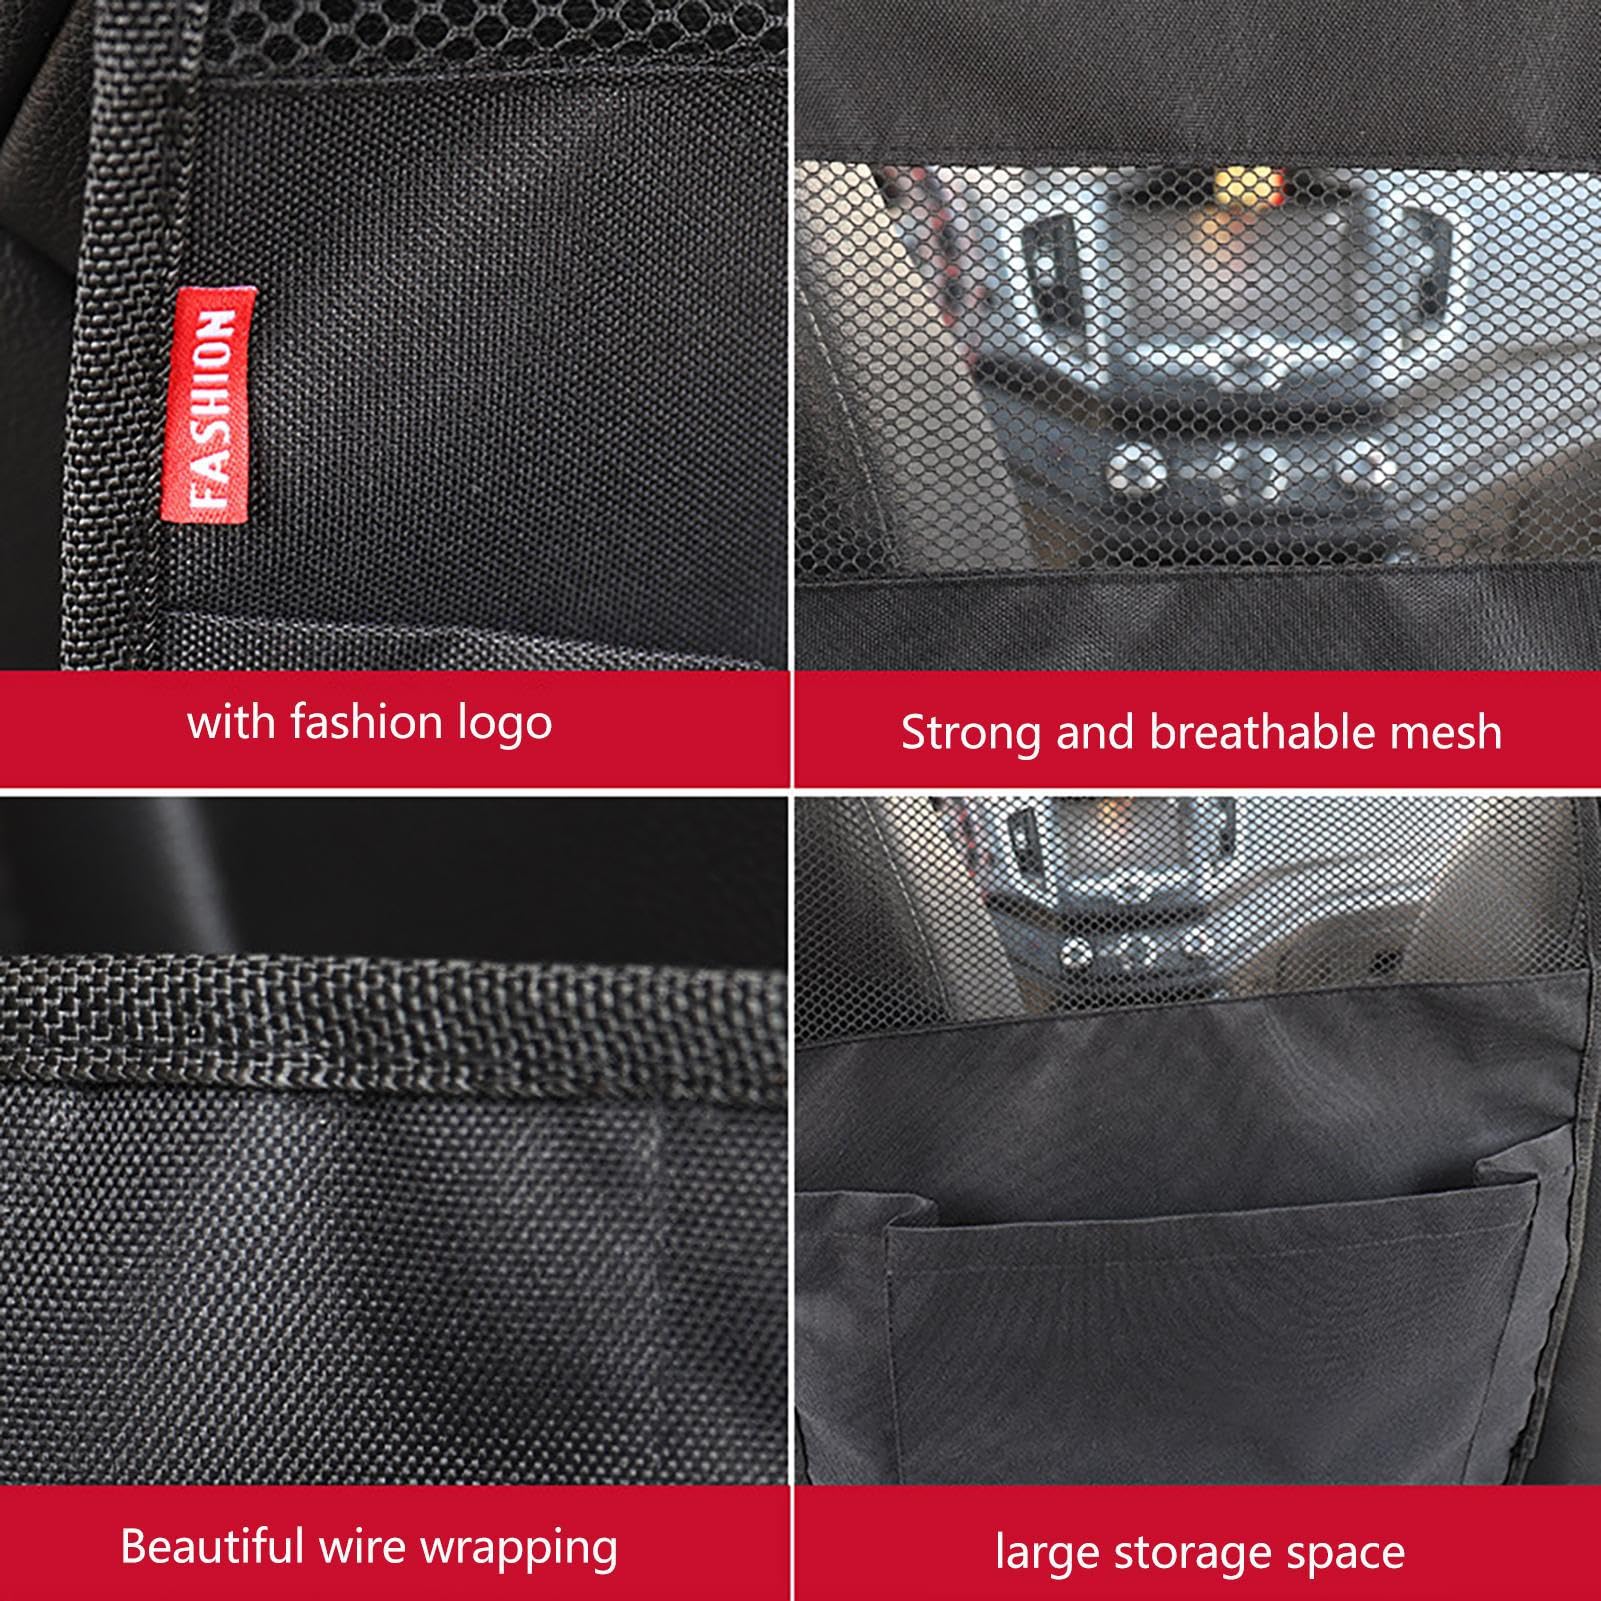 FASHION
with fashion logo
Strong and breathable mesh
Beautiful wire wrapping
large storage space